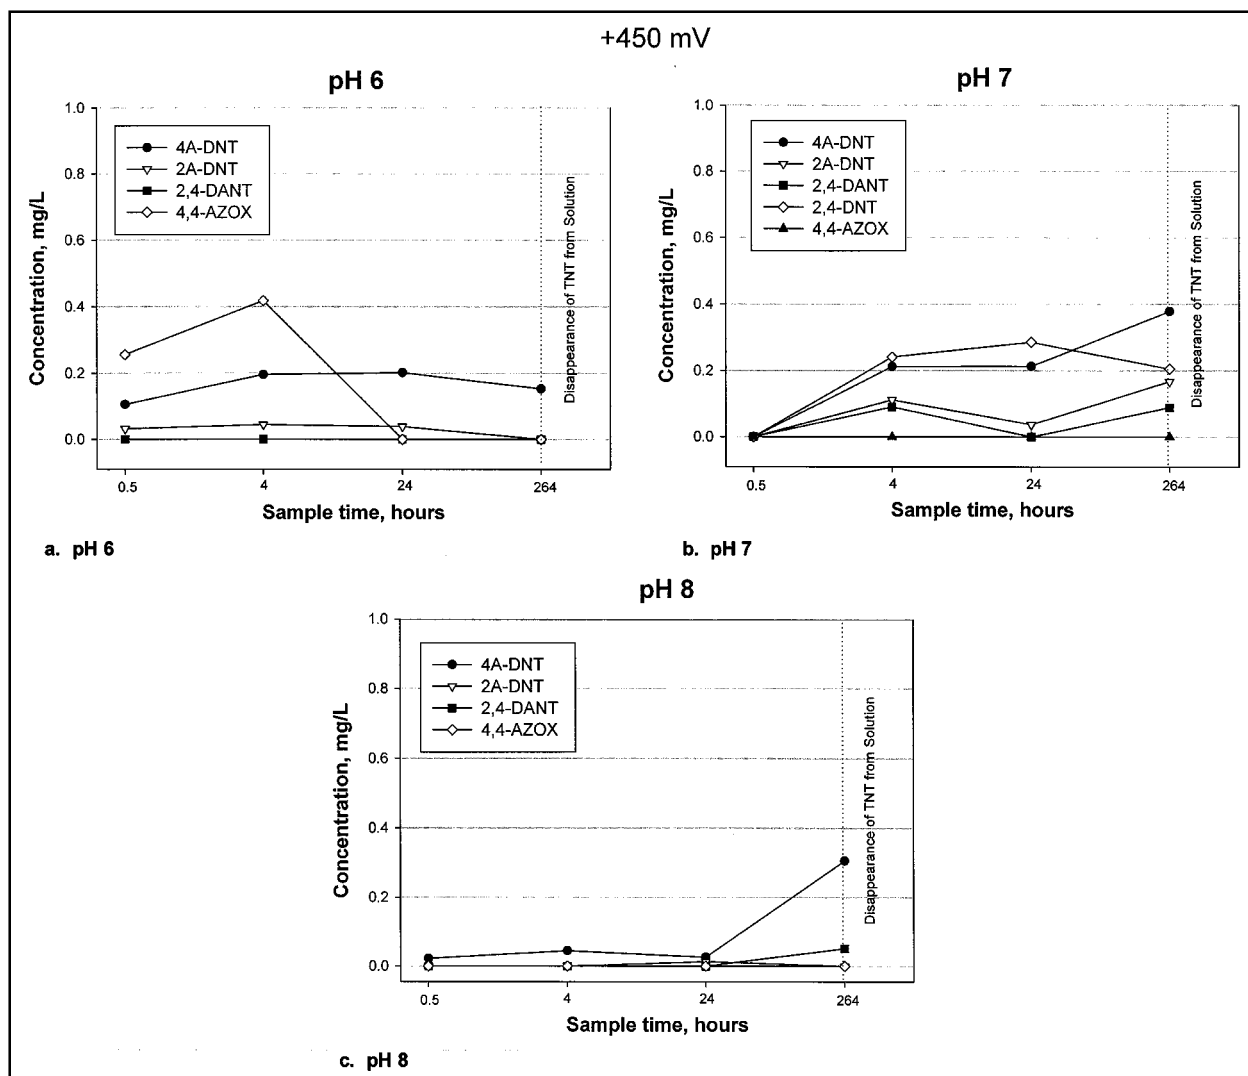 +450 mV
pH 6
1.0
0.8
0.6
0.4
0.2
0.0
Concentration, mg/L
4A-DNT
2A-DNT
2,4-DANT
4,4-AZOX
Disappearance of TNT from Solution
0.5
4
24
264
Sample time, hours
a. pH 6
pH 7
1.0
0.8
0.6
0.4
0.2
0.0
Concentration, mg/L
4A-DNT
2A-DNT
2,4-DANT
2,4-DNT
4,4-AZOX
Disappearance of TNT from Solution
0.5
4
24
264
Sample time, hours
b. pH 7
pH 8
1.0
0.8
0.6
0.4
0.2
0.0
Concentration, mg/L
4A-DNT
2A-DNT
2,4-DANT
4,4-AZOX
Disappearance of TNT from Solution
0.5
4
24
264
Sample time, hours
c. pH 8